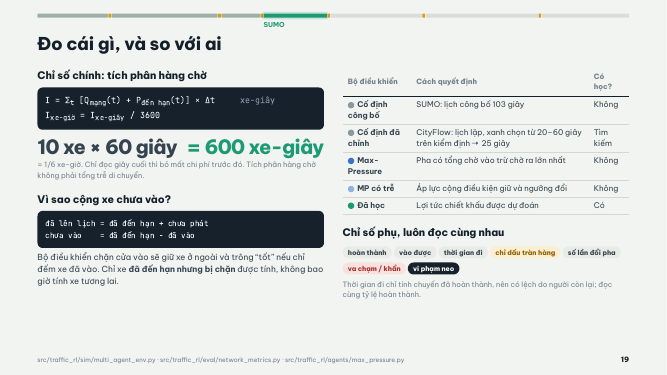 SUMO
Đo cái gì, và so với ai
Chỉ số chính: tích phân hàng chờ
I = Σt [Qmạng(t) + Pđến hạn(t)] × Δt xe-giây
Ixe-giờ = Ixe-giây / 3600
10 xe × 60 giây = 600 xe-giây
= 1/6 xe-giờ. Chỉ đọc giây cuối thì bỏ mất chi phí trước đó. Tích phân hàng chờ
không phải tổng trễ di chuyển.
Vì sao cộng xe chưa vào?
đã lên lịch = đã đến hạn + chưa phát
chưa vào = đã đến hạn - đã vào
Bộ điều khiển chặn cửa vào sẽ giữ xe ở ngoài và trông “tốt” nếu chỉ
đếm xe đã vào. Chỉ xe đã đến hạn nhưng bị chặn được tính, không bao
giờ tính xe tương lai.
Bộ điều khiển Cách quyết định Có
học?
Cố định SUMO: lịch công bố 103 giây Không
công bố
Cố định đã CityFlow: lịch lặp, xanh chọn từ 20–60 giây Tìm
chỉnh trên kiểm định → 25 giây kiếm
Max- Pha có tổng chờ vào trừ chờ ra lớn nhất Không
Pressure
MP có trễ Áp lực cộng điều kiện giữ và ngưỡng đổi Không
Đã học Lợi tức chiết khấu được dự đoán Có
Chỉ số phụ, luôn đọc cùng nhau
hoàn thành vào được thời gian đi chỉ dấu tràn hàng số lần đổi pha
va chạm / khẩn vi phạm neo
Thời gian đi chỉ tính chuyến đã hoàn thành, nên có lệch do người còn lại; đọc
cùng tỷ lệ hoàn thành.
src/traffic_rl/sim/multi_agent_env.py · src/traffic_rl/eval/network_metrics.py · src/traffic_rl/agents/max_pressure.py
19